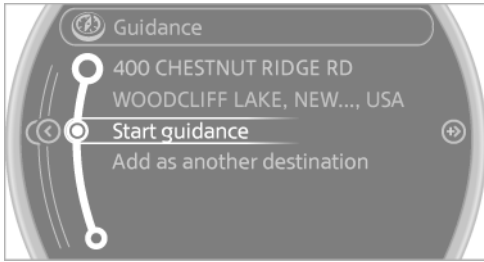 Guidance
400 CHESTNUT RIDGE RD
WOODCLIFF LAKE, NEW..., USA
Start guidance
Add as another destination